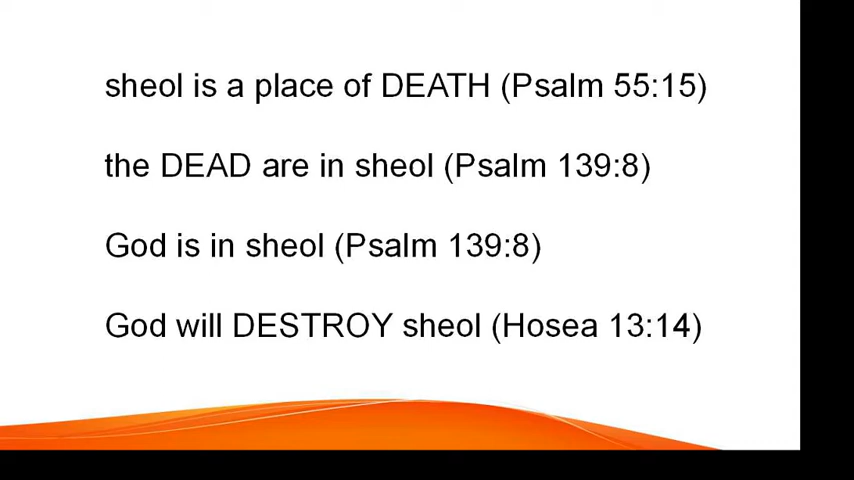 sheol is a place of DEATH (Psalm 55:15)
the DEAD are in sheol (Psalm 139:8)
God is in sheol (Psalm 139:8)
God will DESTROY sheol (Hosea 13:14)